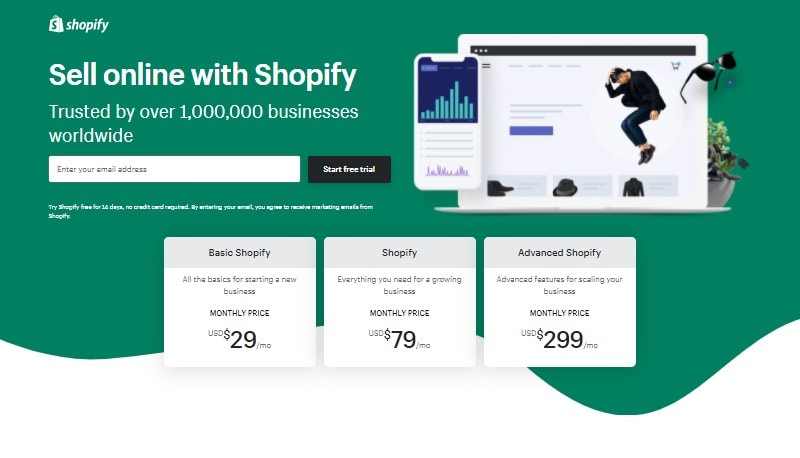 shopify
Sell online with Shopify
Trusted by over 1,000,000 businesses
worldwide
Enter your email address
Start free trial
Try Shopify free for 14 days, no credit card required. By entering your email, you agree to receive marketing emails from
Shopify.
Basic Shopify
All the basics for starting a new
business
MONTHLY PRICE
USD$29/mo
Shopify
Everything you need for a growing
business
MONTHLY PRICE
USD$79/mo
Advanced Shopify
Advanced features for scaling your
business
MONTHLY PRICE
USD$299/mo